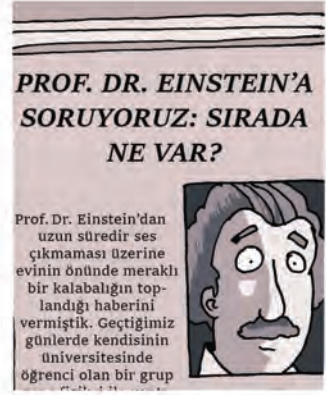 PROF. DR. EINSTEIN'A
SORUYORUZ: SIRADA
NE VAR?
Prof. Dr. Einstein'dan
uzun süredir ses
çıkmaması üzerine
evinin önünde meraklı
bir kalabalığın top-
landığı haberini
vermiştik. Geçtiğimiz
günlerde kendisinin
üniversitesinde
öğrenci olan bir grup